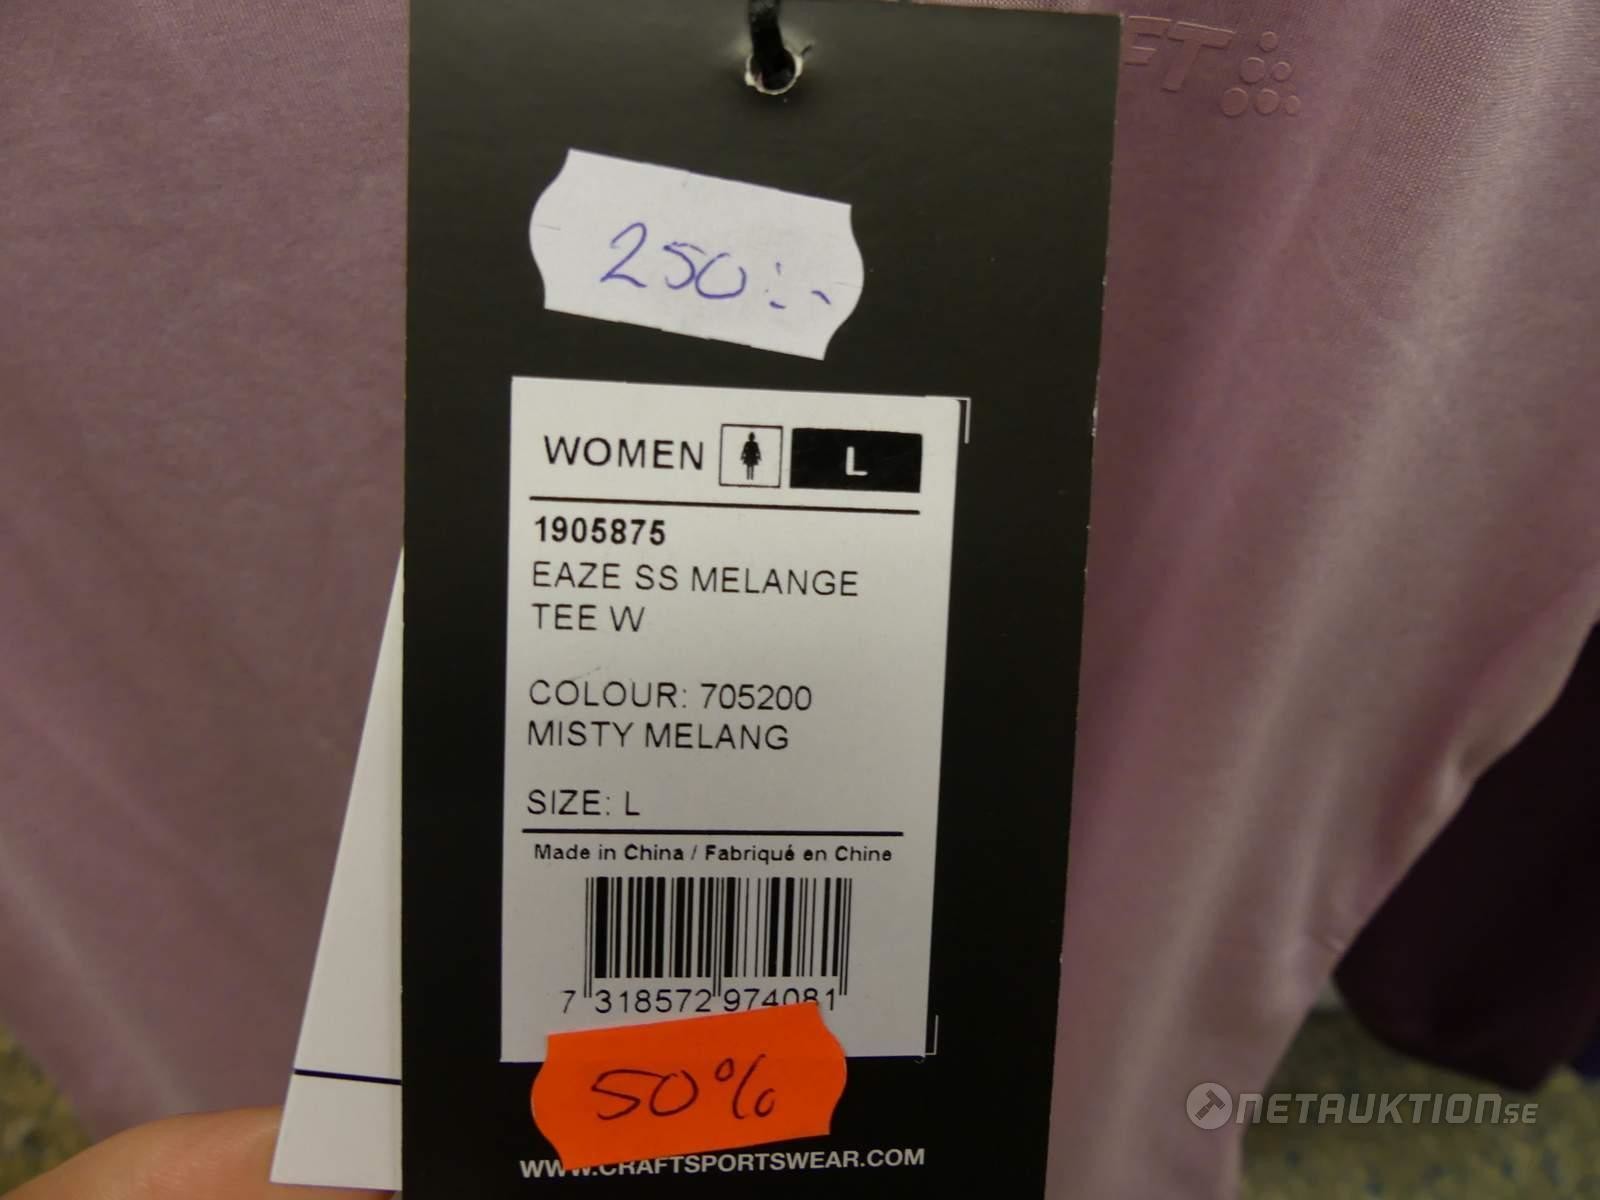 FT
250:-
WOMEN L
1905875
EAZE SS MELANGE
TEE W
COLOUR: 705200
MISTY MELANG
SIZE: L
Made in China / Fabriqué en Chine
7 318572 974081
50%
WWW.CRAFTSPORTSWEAR.COM
NETAUKTION.SE